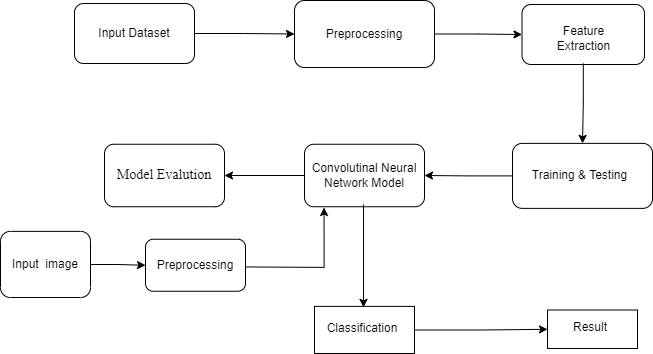 Input Dataset
Preprocessing
Feature
Extraction
Model Evalution
Convolutinal Neural
Network Model
Training & Testing
Input image
Preprocessing
Classification
Result